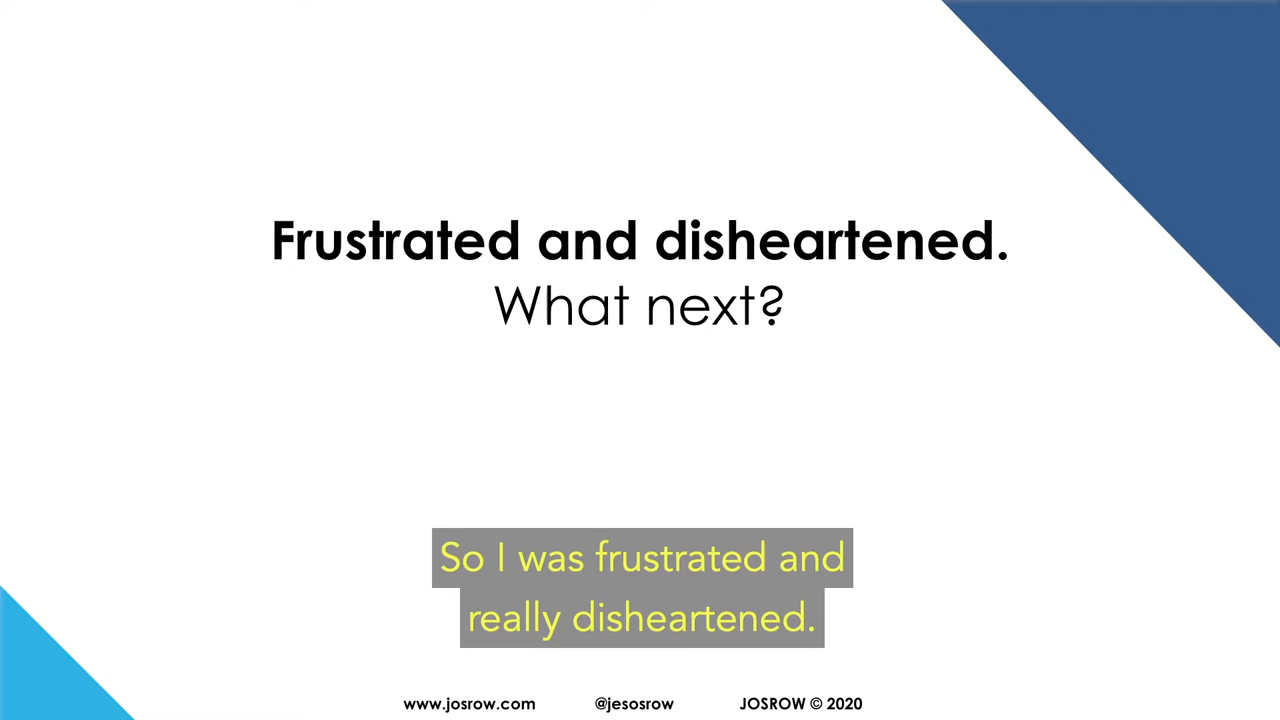 Frustrated and disheartened.
What next?
So I was frustrated and
really disheartened.
www.josrow.com @jesosrow JOSROW © 2020